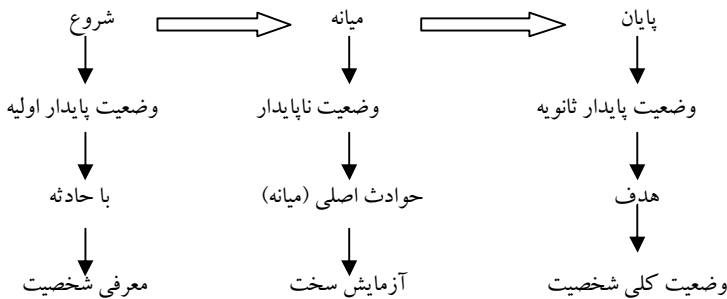 شروع
میانه
پایان
وضعیت پایدار اولیه
وضعیت ناپایدار
وضعیت پایدار ثانویه
با حادثه
حوادث اصلی (میانه)
هدف
معرفی شخصیت
آزمایش سخت
وضعیت کلی شخصیت